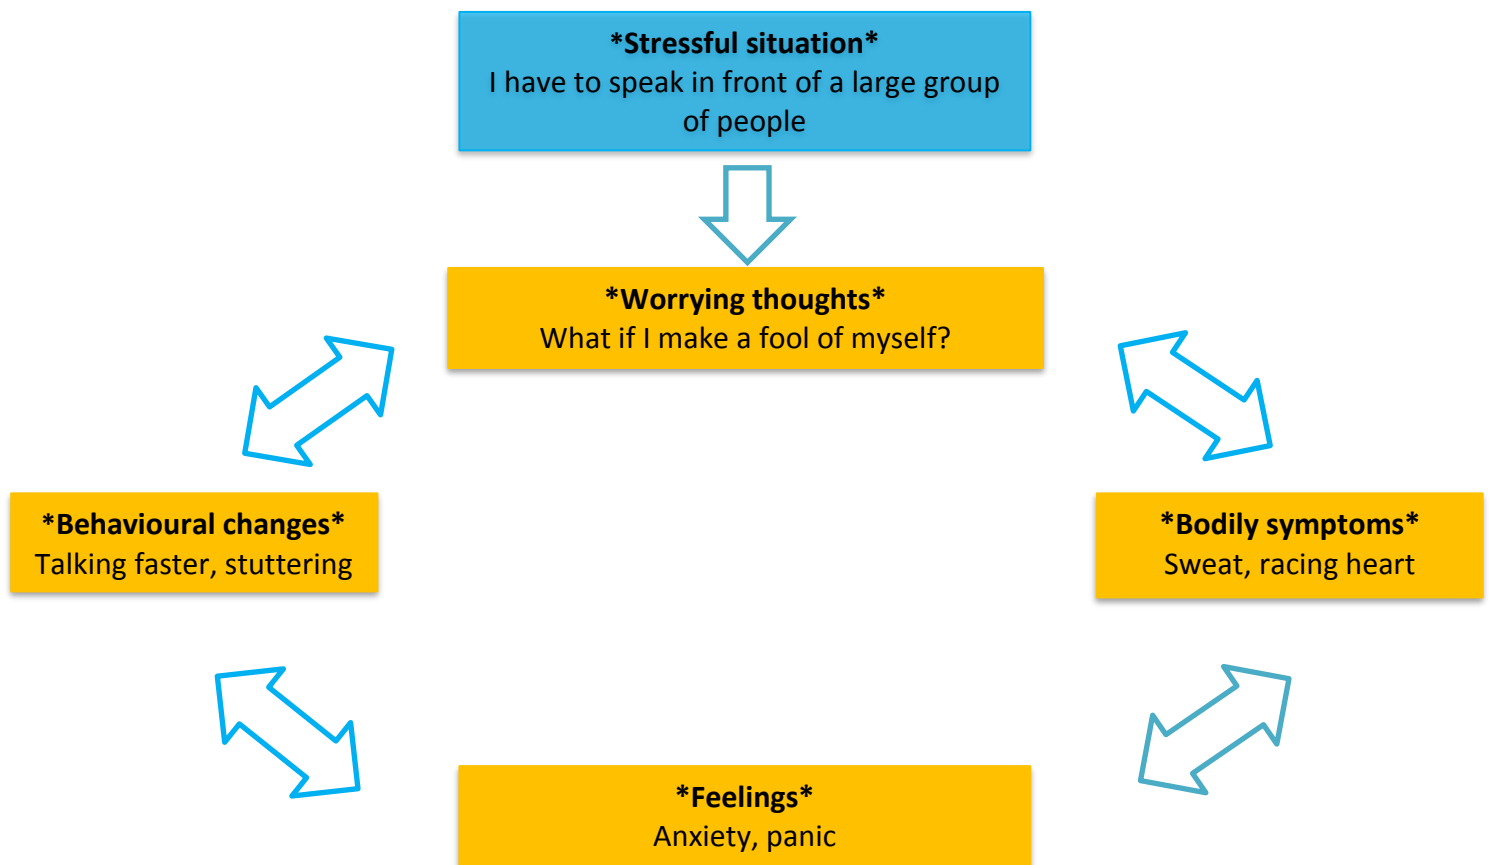 *Stressful situation*
I have to speak in front of a large group
of people
*Worrying thoughts*
What if I make a fool of myself?
*Behavioural changes*
Talking faster, stuttering
*Bodily symptoms*
Sweat, racing heart
*Feelings*
Anxiety, panic